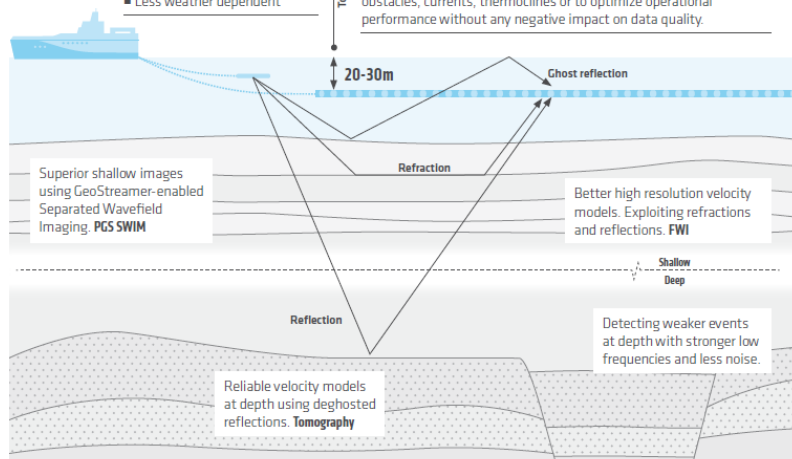 ■ Less weather dependent
obstacles, currents, thermoclines or to optimize operational
performance without any negative impact on data quality.
20-30m
Ghost reflection
Refraction
Superior shallow images
using GeoStreamer-enabled
Separated Wavefield
Imaging. PGS SWIM
Better high resolution velocity
models. Exploiting refractions
and reflections. FWI
Shallow
Deep
Reflection
Detecting weaker events
at depth with stronger low
frequencies and less noise.
Reliable velocity models
at depth using deghosted
reflections. Tomography